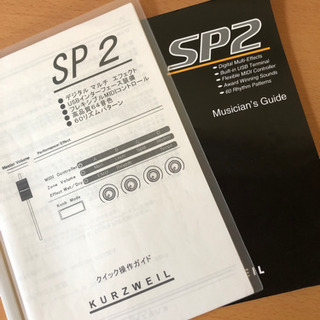 SP 2
● デジタル マルチ エフェクト
● USBインターフェース装備
● フレキシブルMIDIコントロール
● 高品質64音色
● 60リズムパターン
Master Volume
Performance/Effect
MIDI Controller
Zone Volume
Effect Wet/Dry
Knob Mode
クイック操作ガイド
KURZWEIL
SP2
• Digital Multi-Effects
• Built-in USB Terminal
• Flexible MIDI Controller
• Award Winning Sounds
• 60 Rhythm Patterns
Musician's Guide
KURZWEIL